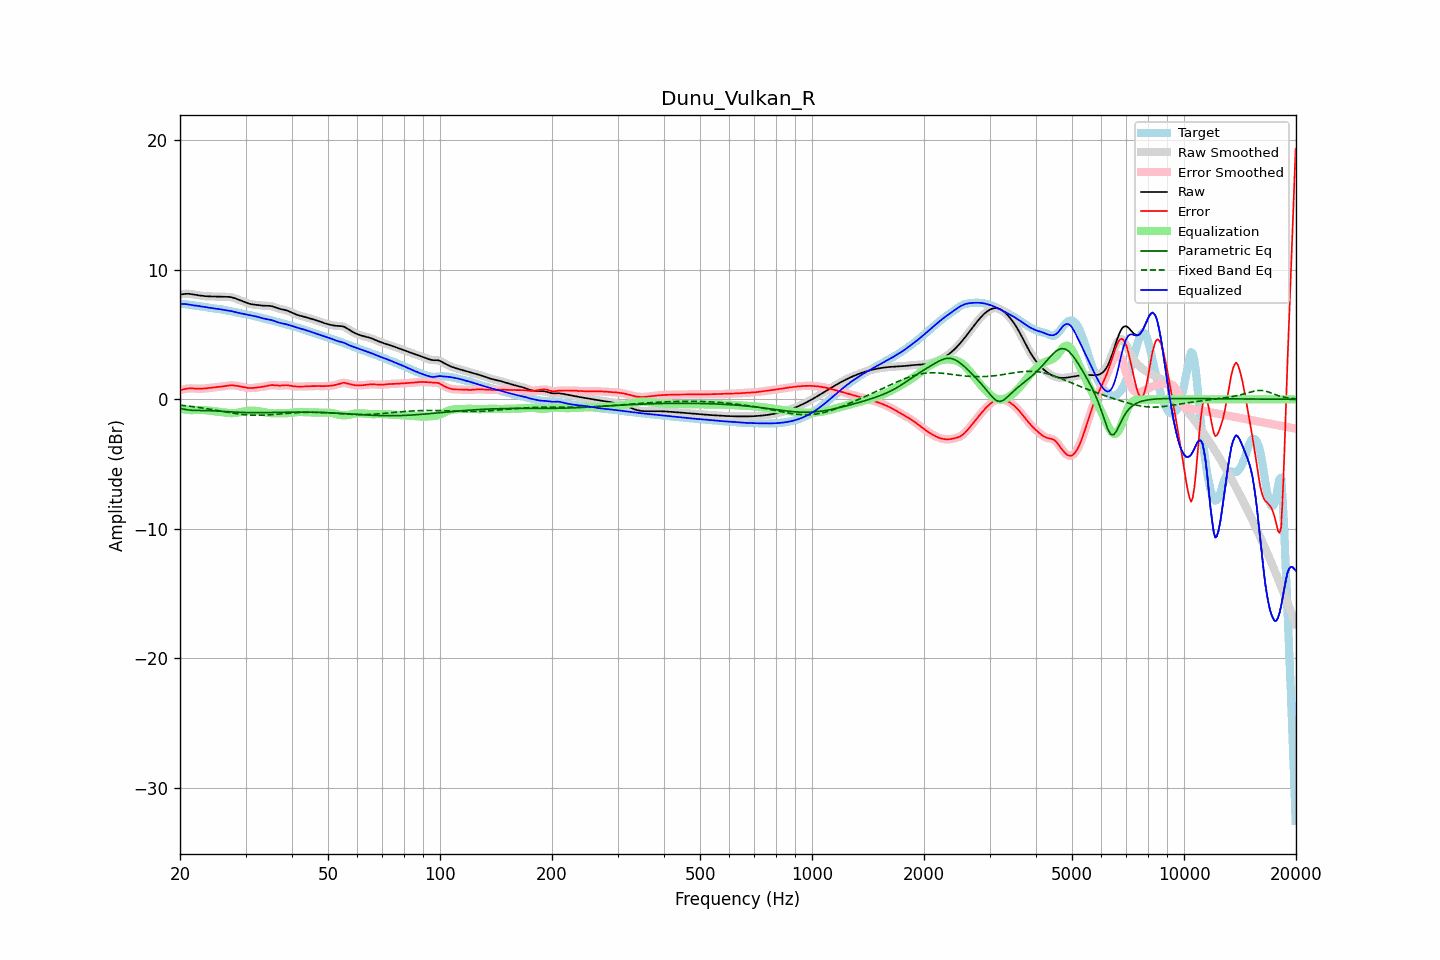 Dunu_Vulkan_R
Target
Raw Smoothed
Error Smoothed
Raw
Error
Equalization
Parametric Eq
Fixed Band Eq
Equalized
20
10
0
−10
−20
−30
Amplitude (dBr)
20
50
100
200
500
1000
2000
5000
10000
20000
Frequency (Hz)